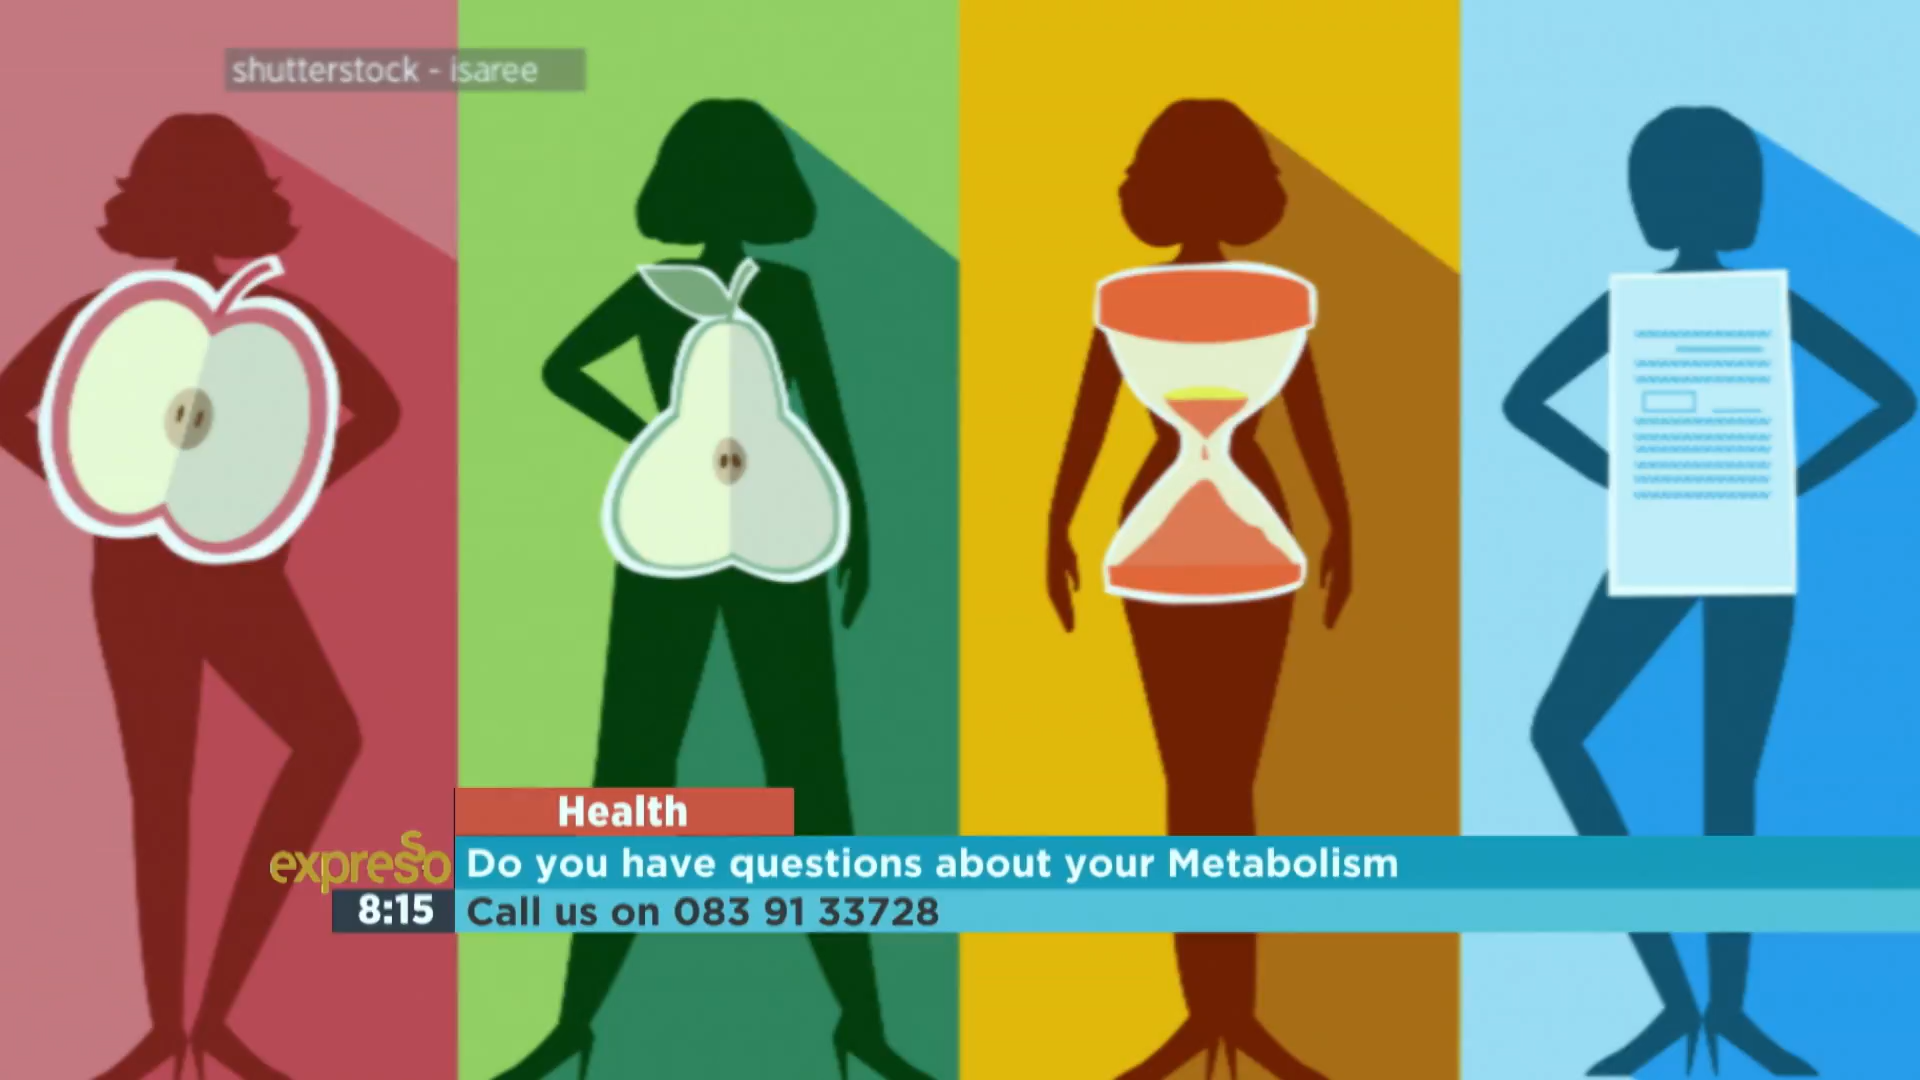 shutterstock - isaree
Health
expresso
Do you have questions about your Metabolism
8:15
Call us on 083 91 33728